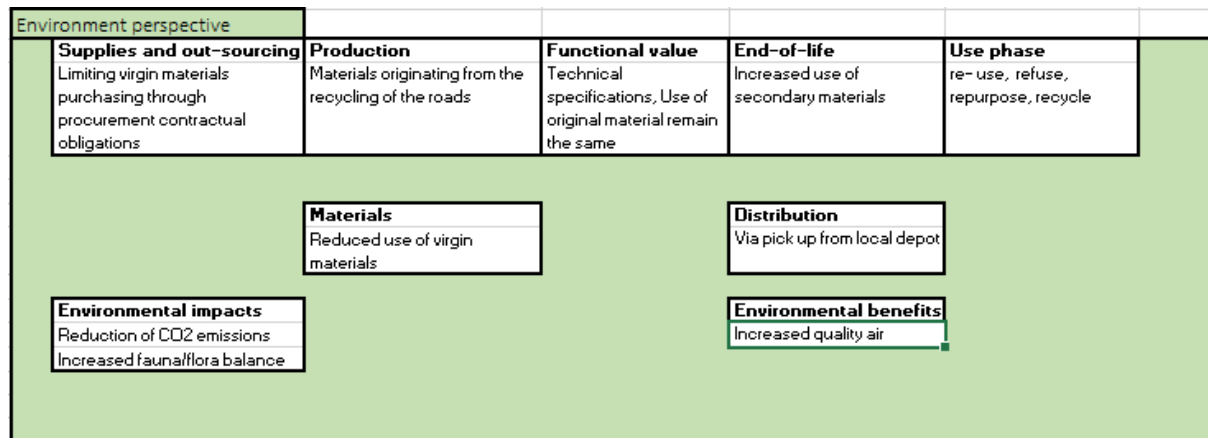 Environment perspective
Supplies and out-sourcing
Limiting virgin materials
purchasing through
procurement contractual
obligations
Production
Materials originating from the
recycling of the roads
Functional value
Technical
specifications, Use of
original material remain
the same
End-of-life
Increased use of
secondary materials
Use phase
re- use, refuse,
repurpose, recycle
Materials
Reduced use of virgin
materials
Distribution
Via pick up from local depot
Environmental impacts
Reduction of CO2 emissions
Increased fauna/flora balance
Environmental benefits
Increased quality air